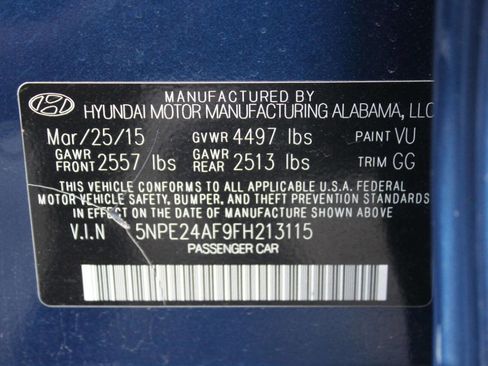 MANUFACTURED BY
HYUNDAI MOTOR MANUFACTURING ALABAMA, LLC
Mar/25/15 GVWR 4497 lbs PAINT VU
GAWR FRONT 2557 lbs GAWR REAR 2513 lbs TRIM GG
THIS VEHICLE CONFORMS TO ALL APPLICABLE U.S.A. FEDERAL
MOTOR VEHICLE SAFETY, BUMPER, AND THEFT PREVENTION STANDARDS
IN EFFECT ON THE DATE OF MANUFACTURE SHOWN ABOVE
V.I.N 5NPE24AF9FH213115
PASSENGER CAR